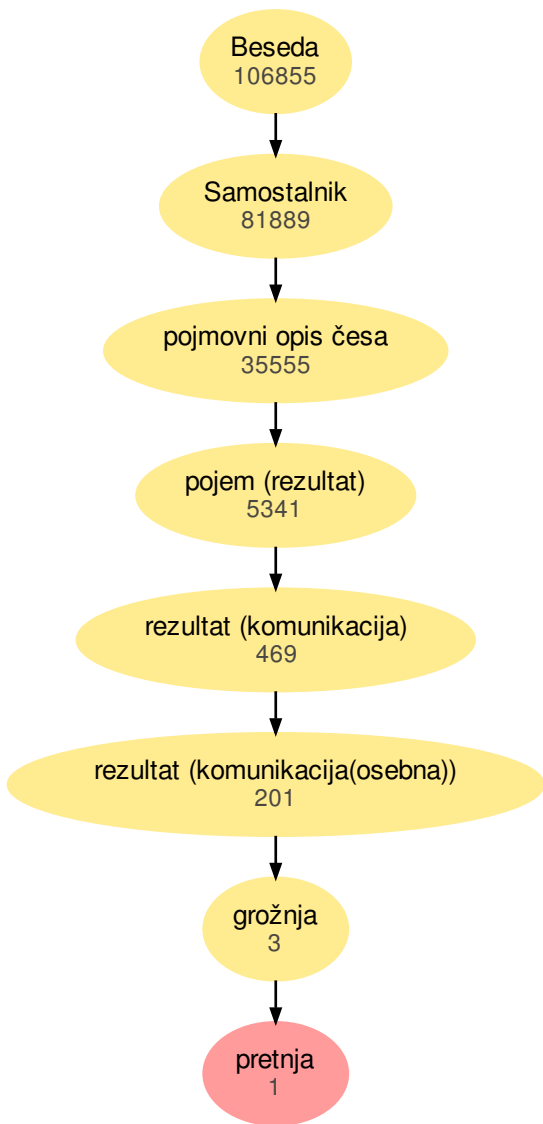 Beseda
106855
Samostalnik
81889
pojmovni opis česa
35555
pojem (rezultat)
5341
rezultat (komunikacija)
469
rezultat (komunikacija(osebna))
201
grožnja
3
pretnja
1